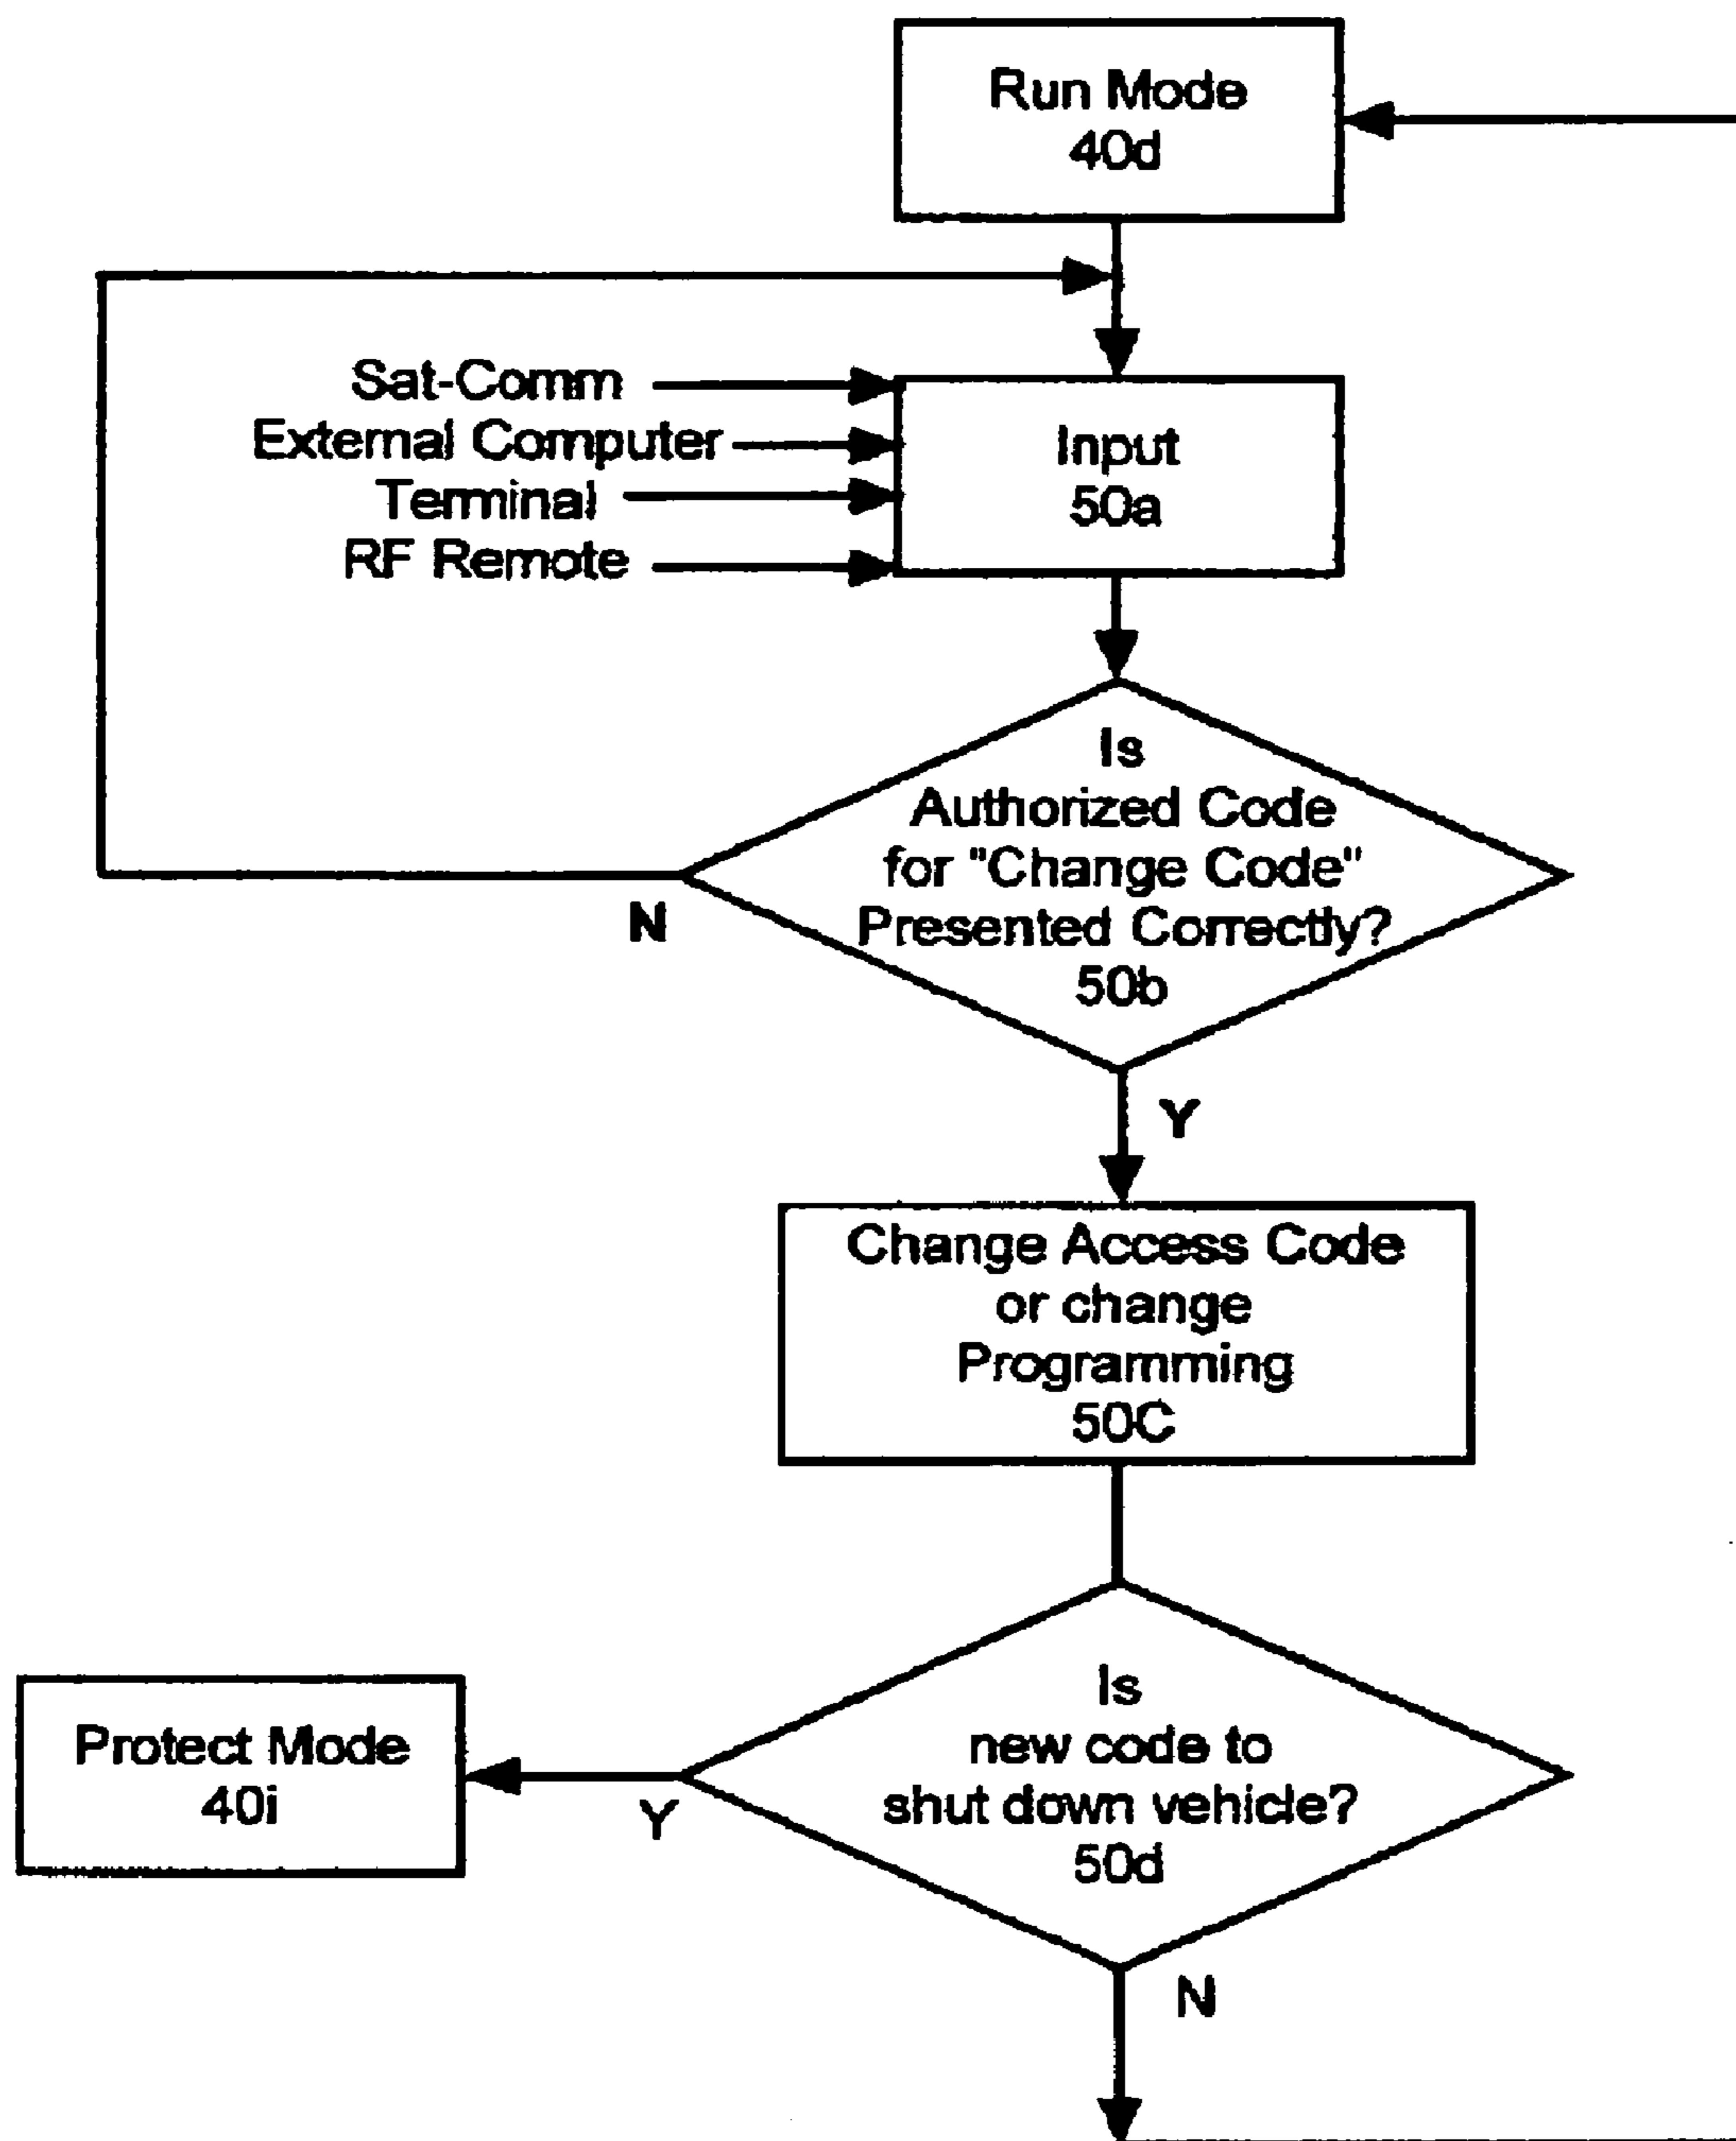 Run Mode
40d
Sat-Comm
External Computer
Terminal
RF Remote
Input
50a
Is
Authorized Code
for "Change Code"
Presented Correctly?
50b
N
Y
Change Access Code
or change
Programming
50C
Is
new code to
shut down vehicle?
50d
Y
Protect Mode
40i
N